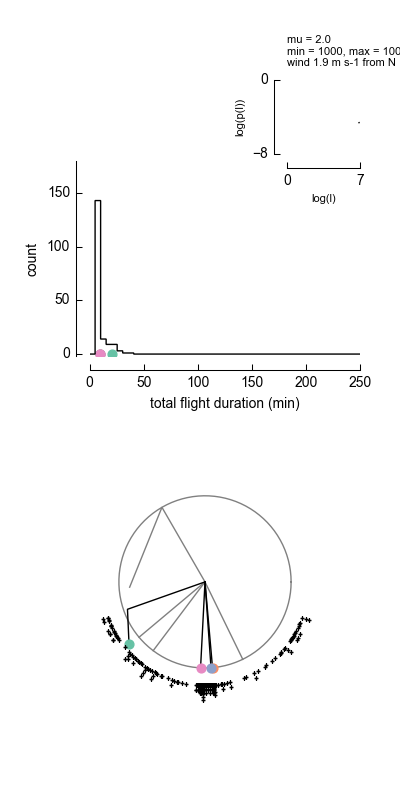 mu = 2.0
min = 1000, max = 100
wind 1.9 m s-1 from N
0
log(p(l))
−8
0
7
log(l)
150
100
50
0
count
0
50
100
150
200
250
total flight duration (min)